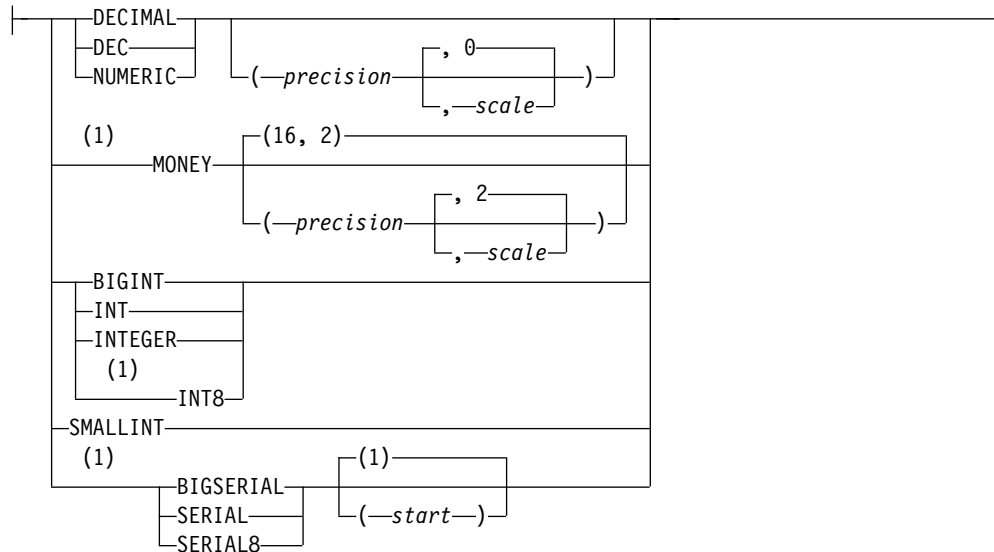 DECIMAL
DEC
NUMERIC
, 0
( precision
, scale
)
(1)
MONEY
(16, 2)
, 2
( precision
, scale
)
BIGINT
INT
INTEGER
(1)
INT8
SMALLINT
(1)
BIGSERIAL
SERIAL
SERIAL8
(1)
( start )